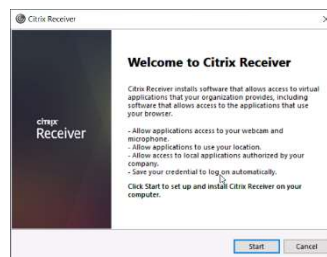 Citrix Receiver
Welcome to Citrix Receiver
Citrix Receiver installs software that allows access to virtual
applications that your organization provides, including
software that allows access to the applications that use
your browser.
- Allow applications access to your webcam and
microphone.
- Allow applications to use your location.
- Allow access to local applications authorized by your
company.
- Save your credential to log on automatically.
Click Start to set up and install Citrix Receiver on your
computer.
citrix
Receiver
Start
Cancel